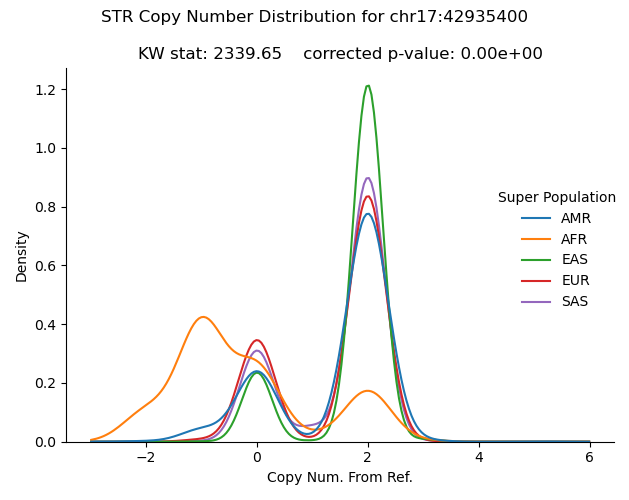 STR Copy Number Distribution for chr17:42935400
KW stat: 2339.65    corrected p-value: 0.00e+00
Density
1.2
1.0
0.8
0.6
0.4
0.2
0.0
−2
0
2
4
6
Copy Num. From Ref.
Super Population
AMR
AFR
EAS
EUR
SAS